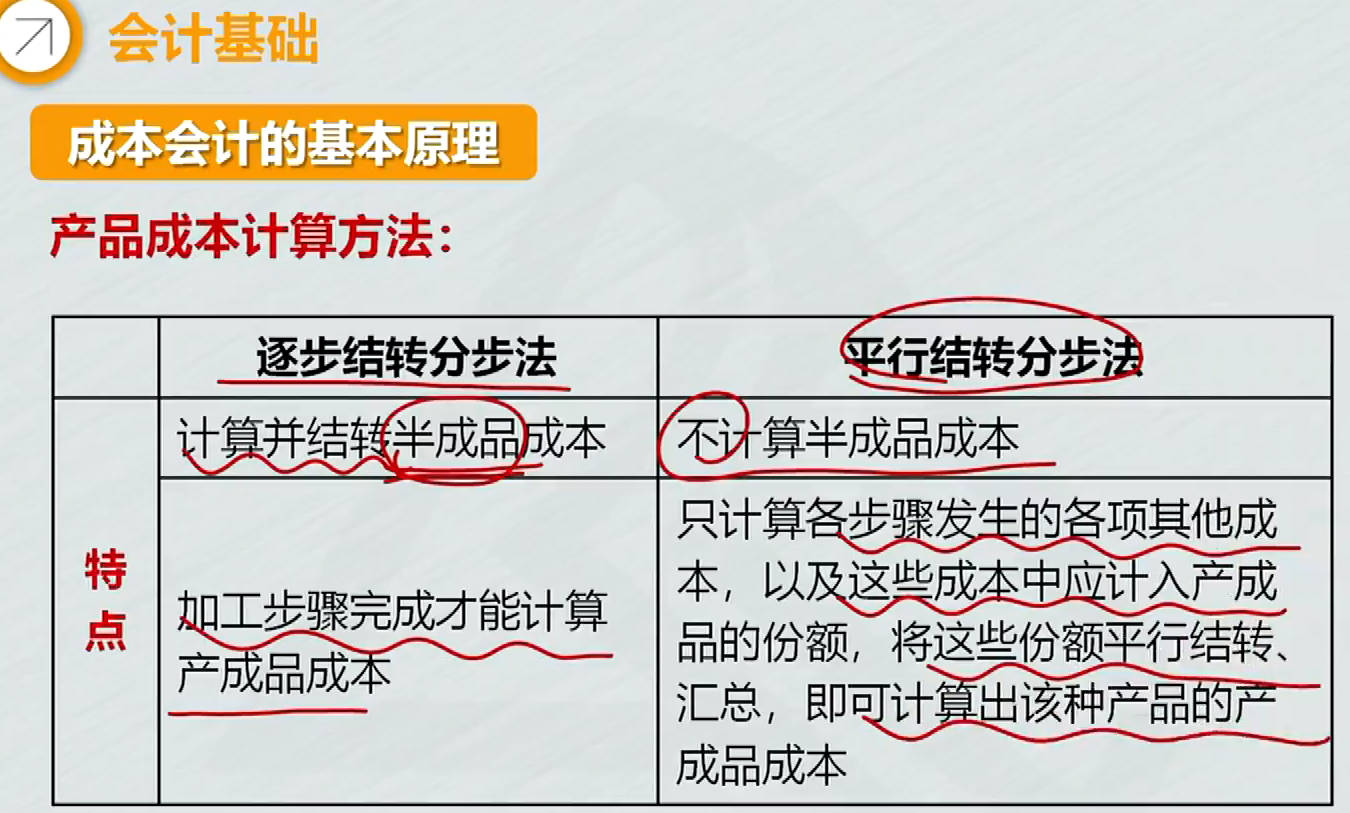 会计基础
成本会计的基本原理
产品成本计算方法：
逐步结转分步法
平行结转分步法
特
点
计算并结转半成品成本
不计算半成品成本
加工步骤完成才能计算
产成品成本
只计算各步骤发生的各项其他成
本，以及这些成本中应计入产成
品的份额，将这些份额平行结转、
汇总，即可计算出该种产品的产
成品成本